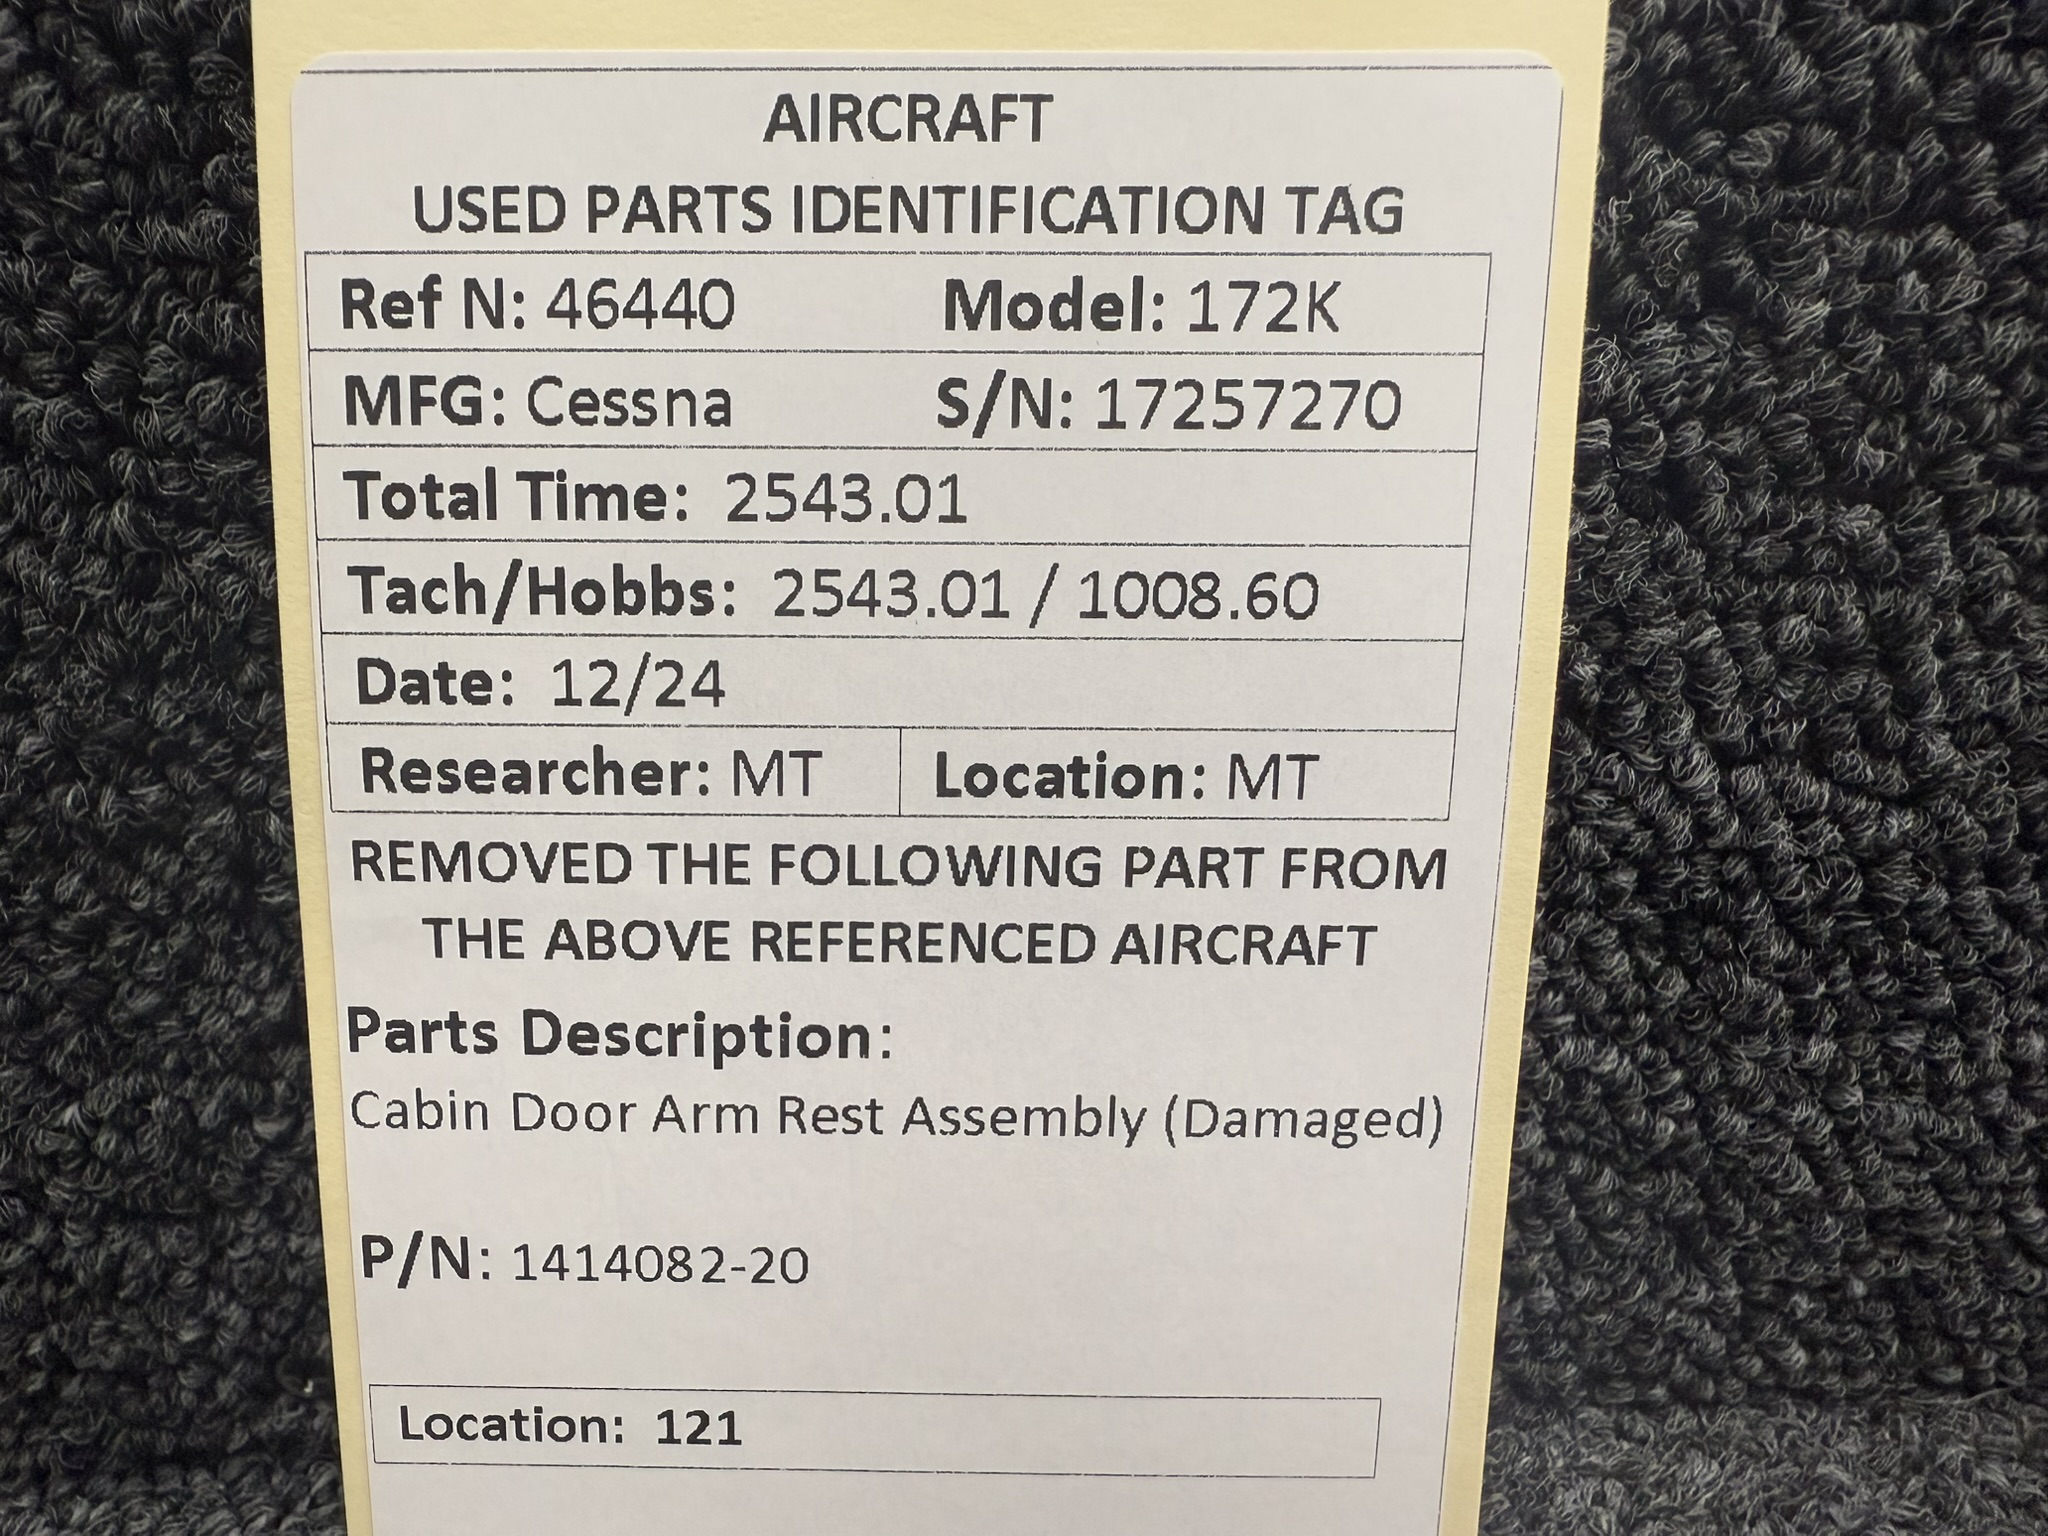 AIRCRAFT
USED PARTS IDENTIFICATION TAG
Ref N: 46440 Model: 172K
MFG: Cessna S/N: 17257270
Total Time: 2543.01
Tach/Hobbs: 2543.01 / 1008.60
Date: 12/24
Researcher: MT Location: MT
REMOVED THE FOLLOWING PART FROM
THE ABOVE REFERENCED AIRCRAFT
Parts Description:
Cabin Door Arm Rest Assembly (Damaged)
P/N: 1414082-20
Location: 121